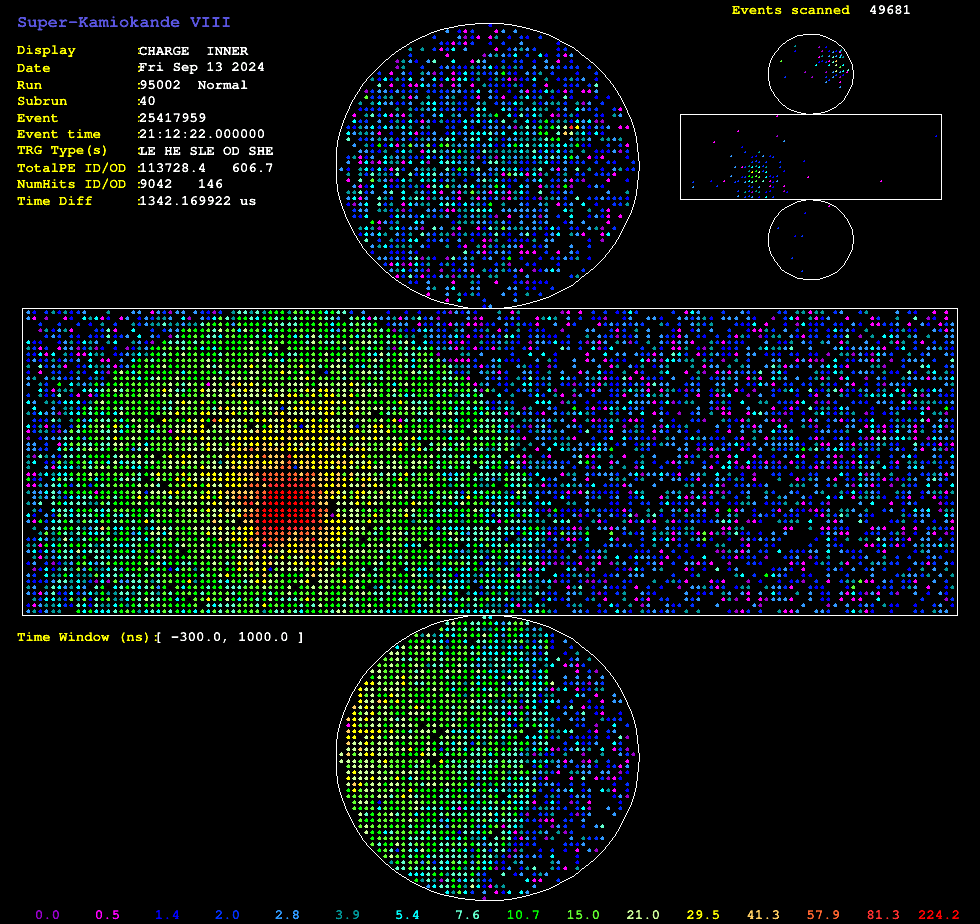 Super-Kamiokande VIII
Events scanned 49681
Display :CHARGE INNER
Date :Fri Sep 13 2024
Run :95002 Normal
Subrun :40
Event :25417959
Event time :21:12:22.000000
TRG Type(s) :LE HE SLE OD SHE
TotalPE ID/OD :113728.4 606.7
NumHits ID/OD :9042 146
Time Diff :1342.169922 us
Time Window (ns):[ -300.0, 1000.0 ]
0.0 0.5 1.4 2.0 2.8 3.9 5.4 7.6 10.7 15.0 21.0 29.5 41.3 57.9 81.3 224.2